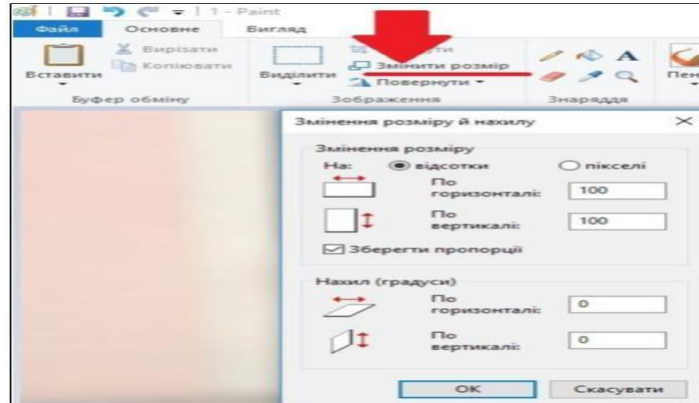 1 - Paint
Файл Основне Вигляд
Вставити
Вирізати
Копіювати
Буфер обміну
Виділити
Змінити розмір
Повернути
Зображення
Знаряддя
Змінення розміру й нахилу
Змінення розміру
На: відсотки пікселі
По горизонталі: 100
По вертикалі: 100
Зберегти пропорції
Нахил (градуси)
По горизонталі: 0
По вертикалі: 0
ОК Скасувати